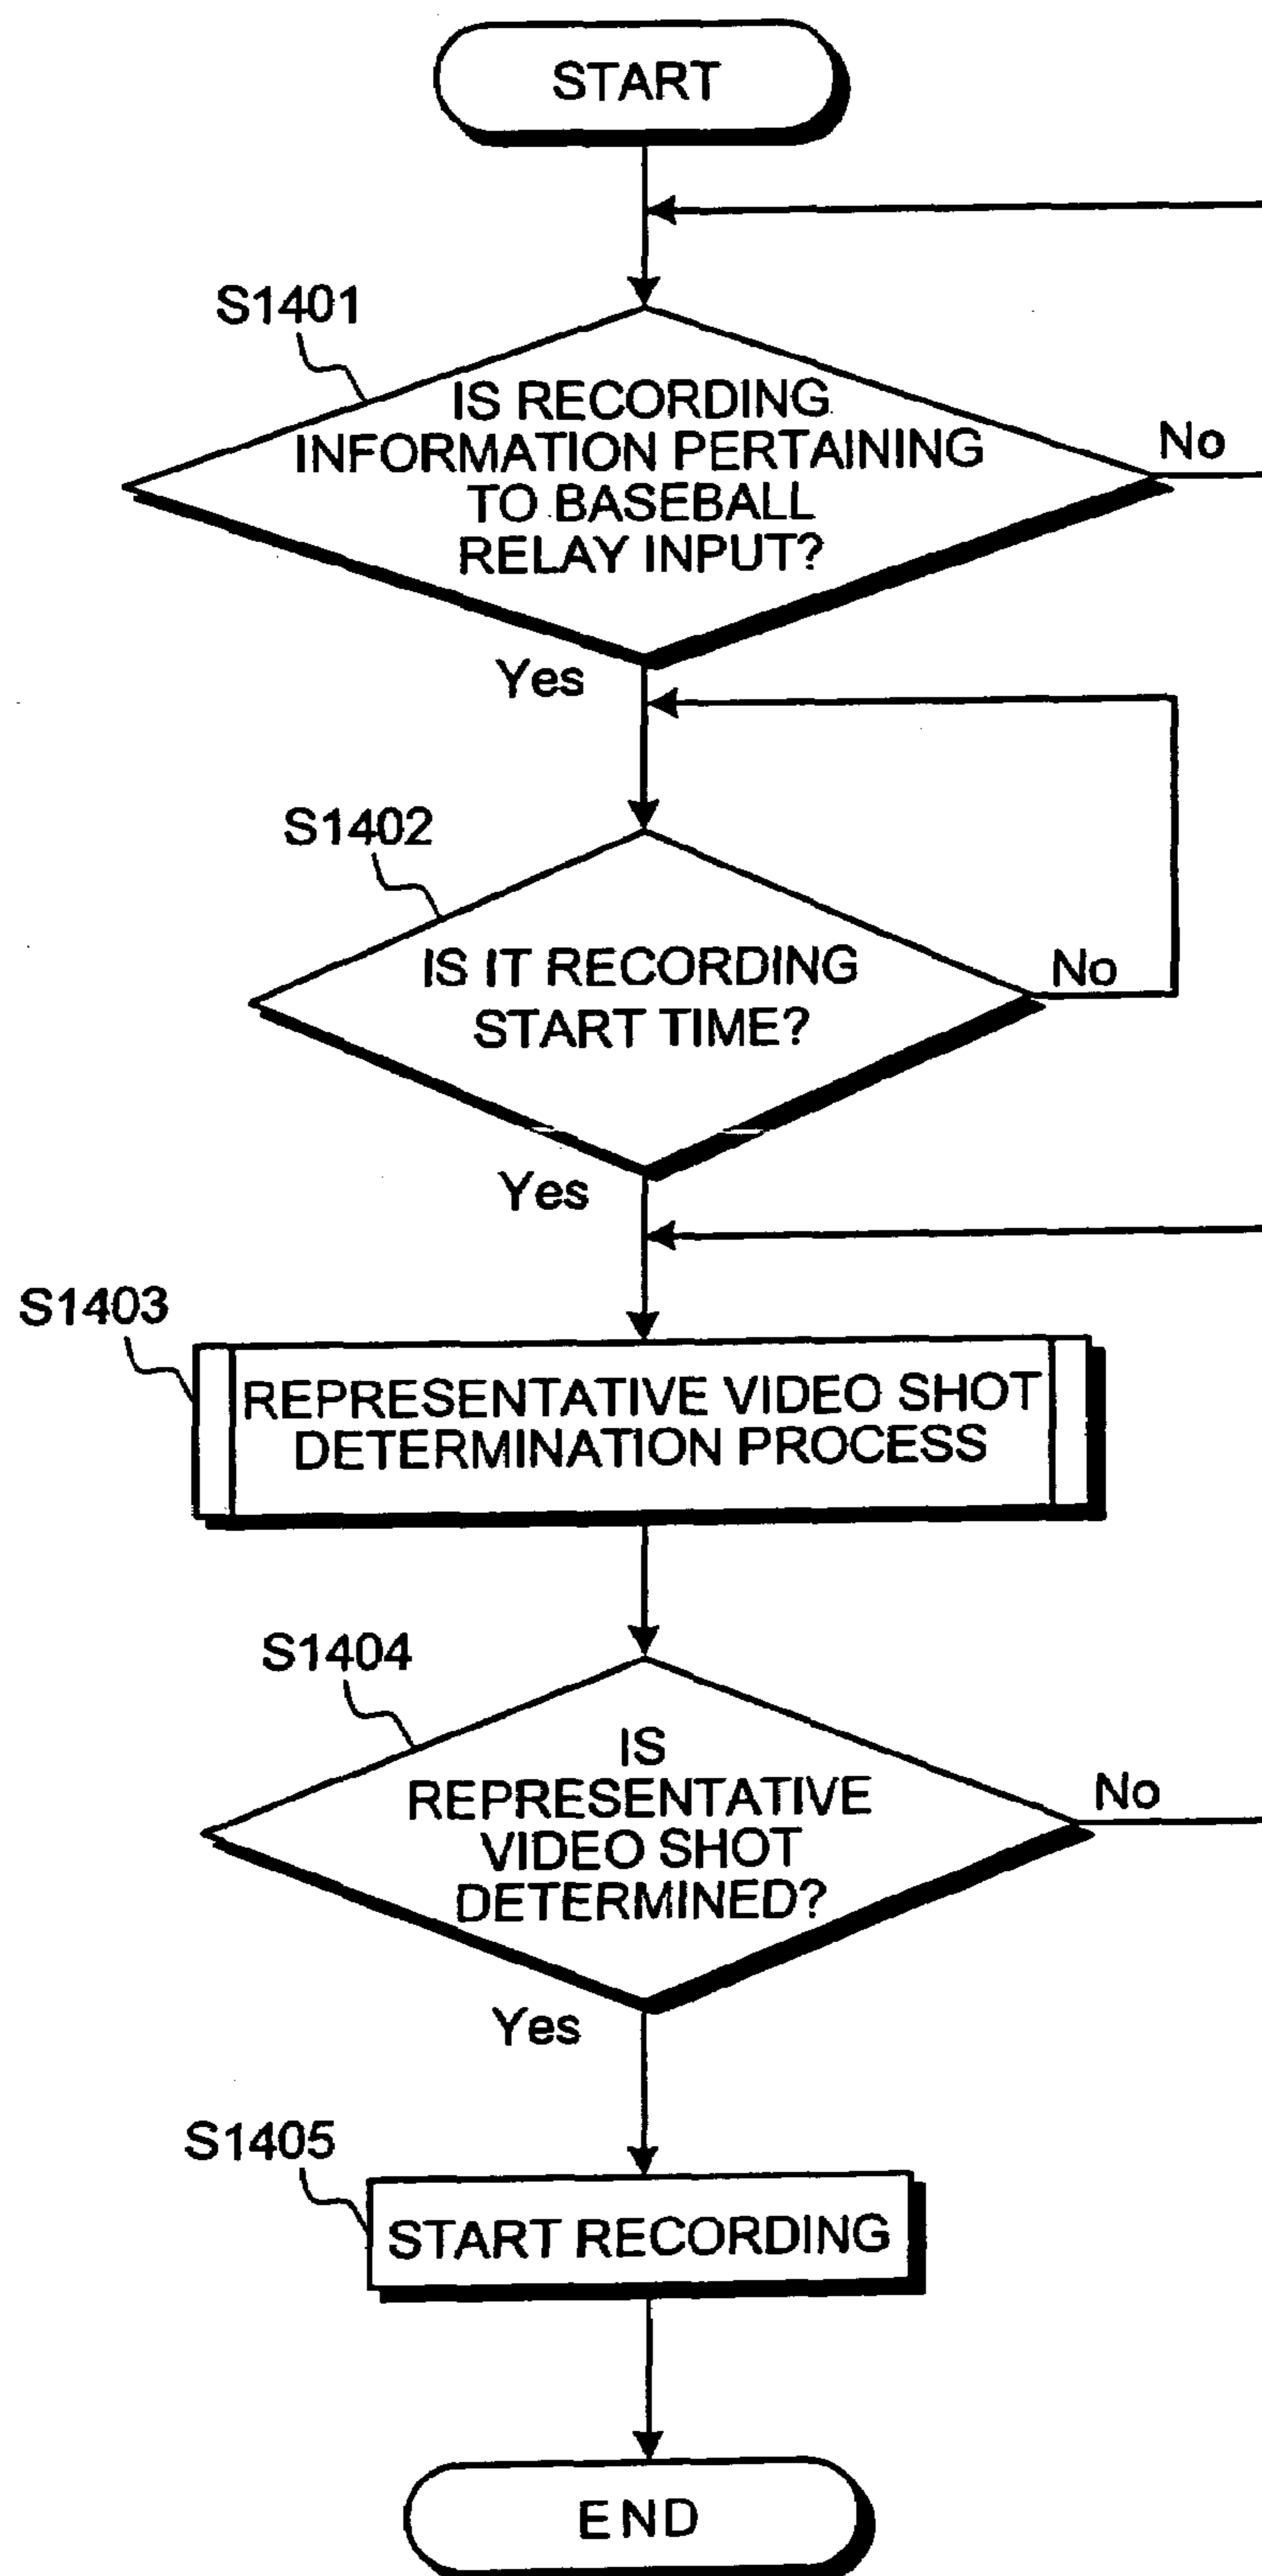 START
S1401
IS RECORDING
INFORMATION PERTAINING
TO BASEBALL
RELAY INPUT?
No
Yes
S1402
IS IT RECORDING
START TIME?
No
Yes
S1403
REPRESENTATIVE VIDEO SHOT
DETERMINATION PROCESS
S1404
IS
REPRESENTATIVE
VIDEO SHOT
DETERMINED?
No
Yes
S1405
START RECORDING
END